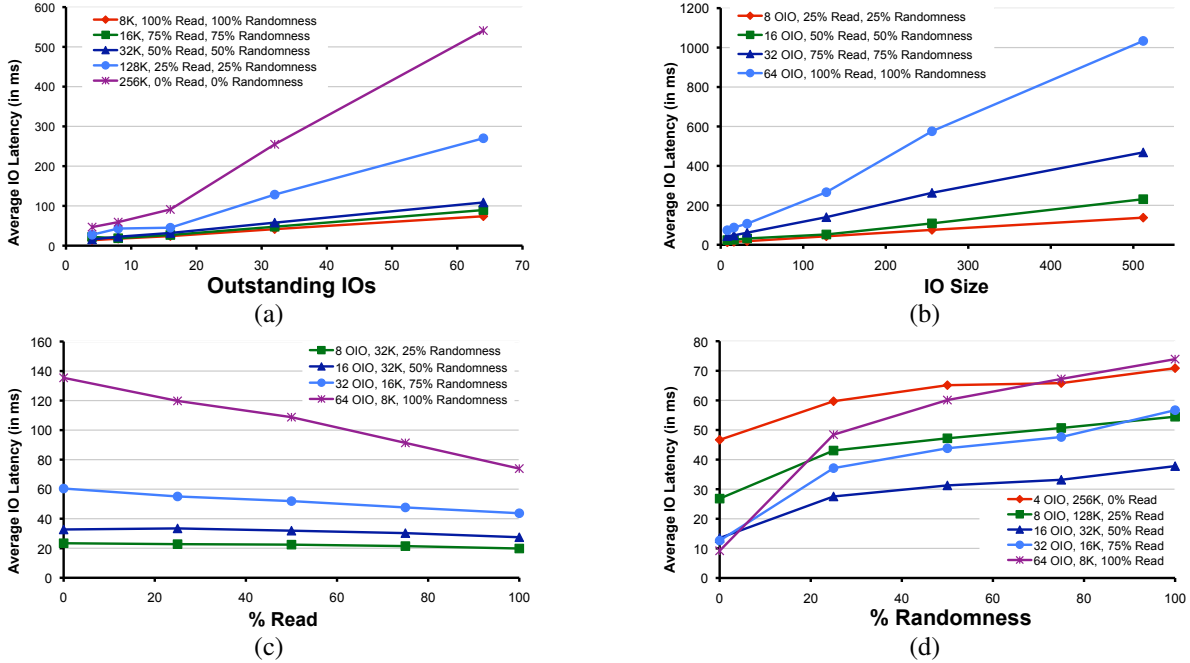 600
500
400
300
200
100
0
0 10 20 30 40 50 60 70
Average IO Latency (in ms)
Outstanding IOs
8K, 100% Read, 100% Randomness
16K, 75% Read, 75% Randomness
32K, 50% Read, 50% Randomness
128K, 25% Read, 25% Randomness
256K, 0% Read, 0% Randomness
(a)
1200
1000
800
600
400
200
0
0 100 200 300 400 500
Average IO Latency (in ms)
IO Size
8 OIO, 25% Read, 25% Randomness
16 OIO, 50% Read, 50% Randomness
32 OIO, 75% Read, 75% Randomness
64 OIO, 100% Read, 100% Randomness
(b)
160
140
120
100
80
60
40
20
0
0 20 40 60 80 100
Average IO Latency (in ms)
% Read
8 OIO, 32K, 25% Randomness
16 OIO, 32K, 50% Randomness
32 OIO, 16K, 75% Randomness
64 OIO, 8K, 100% Randomness
(c)
80
70
60
50
40
30
20
10
0
0 20 40 60 80 100
Average IO Latency (in ms)
% Randomness
4 OIO, 256K, 0% Read
8 OIO, 128K, 25% Read
16 OIO, 32K, 50% Read
32 OIO, 16K, 75% Read
64 OIO, 8K, 100% Read
(d)